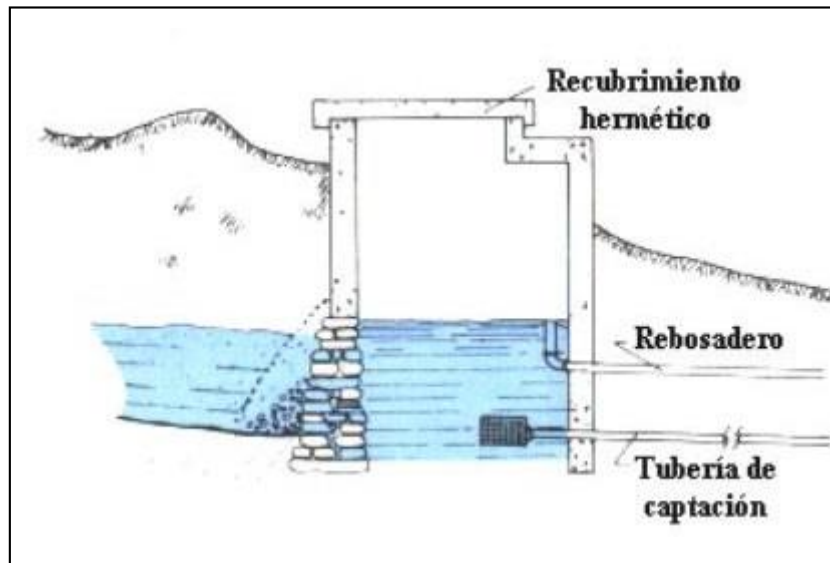 Recubrimiento
hermético
Rebosadero
Tubería de
captación